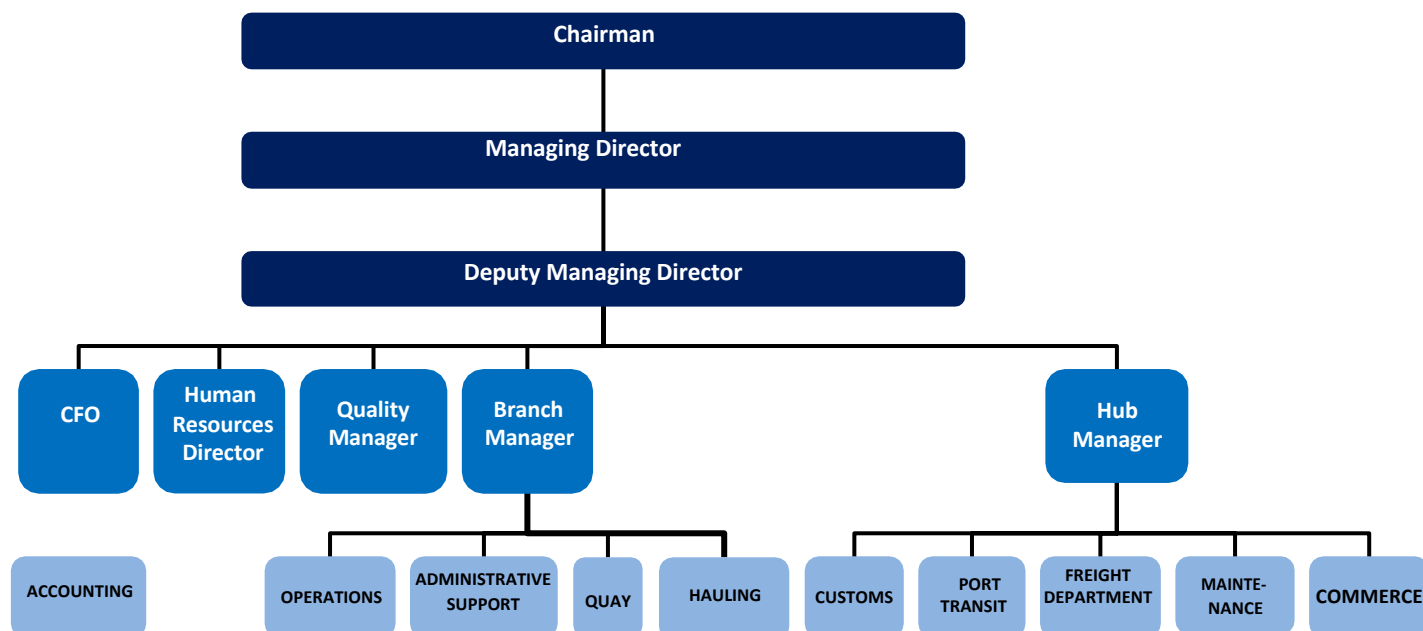 Chairman
Managing Director
Deputy Managing Director
CFO
Human
Resources
Director
Quality
Manager
Branch
Manager
Hub
Manager
ACCOUNTING
OPERATIONS
ADMINISTRATIVE
SUPPORT
QUAY
HAULING
CUSTOMS
PORT
TRANSIT
FREIGHT
DEPARTMENT
MAINTE-
NANCE
COMMERCE